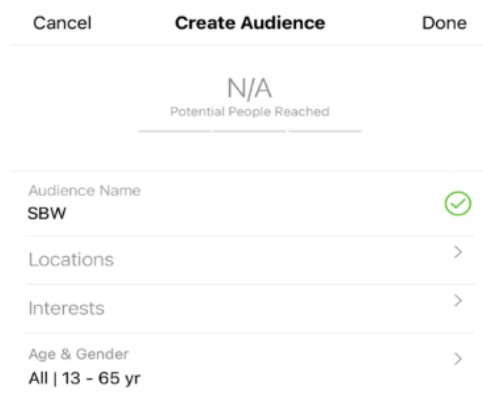 Cancel Create Audience Done
N/A
Potential People Reached
Audience Name
SBW
Locations
Interests
Age & Gender
All | 13 - 65 yr